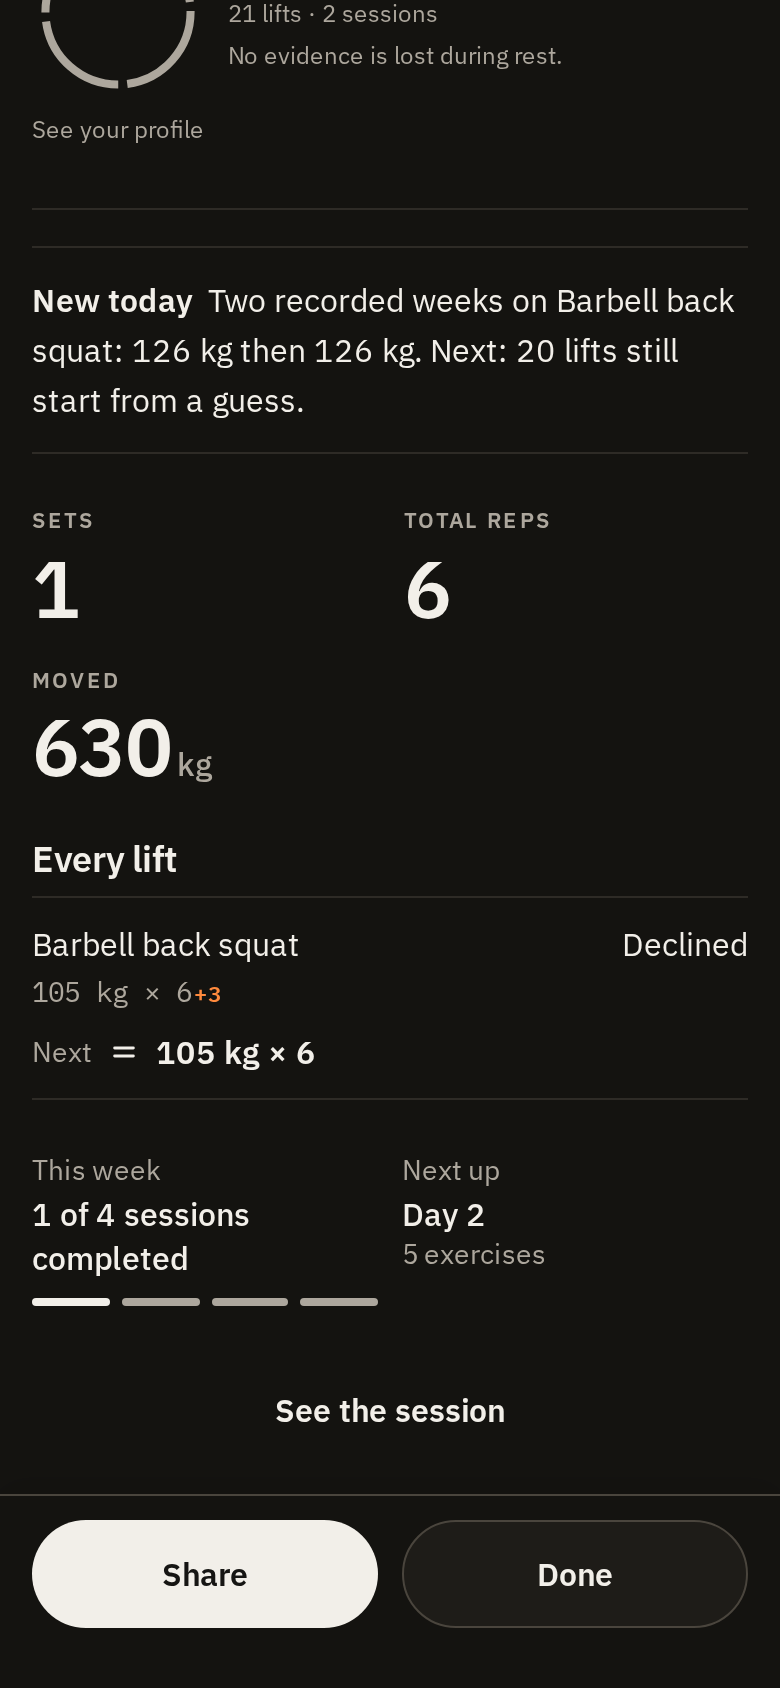 21 lifts · 2 sessions
No evidence is lost during rest.
See your profile
New today Two recorded weeks on Barbell back
squat: 126 kg then 126 kg. Next: 20 lifts still
start from a guess.
SETS
1
TOTAL REPS
6
MOVED
630 kg
Every lift
Barbell back squat
Declined
105 kg × 6+3
Next = 105 kg × 6
This week
1 of 4 sessions
completed
Next up
Day 2
5 exercises
See the session
Share
Done